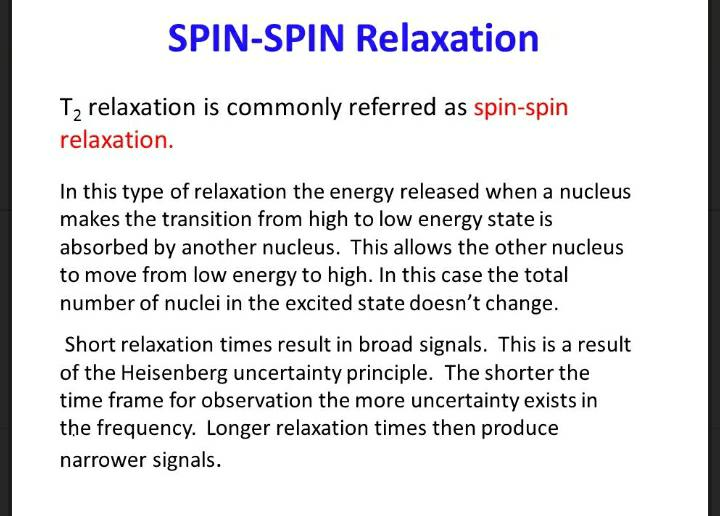 SPIN-SPIN Relaxation
T₂ relaxation is commonly referred as spin-spin
relaxation.
In this type of relaxation the energy released when a nucleus
makes the transition from high to low energy state is
absorbed by another nucleus.  This allows the other nucleus
to move from low energy to high. In this case the total
number of nuclei in the excited state doesn’t change.
Short relaxation times result in broad signals.  This is a result
of the Heisenberg uncertainty principle.  The shorter the
time frame for observation the more uncertainty exists in
the frequency.  Longer relaxation times then produce
narrower signals.